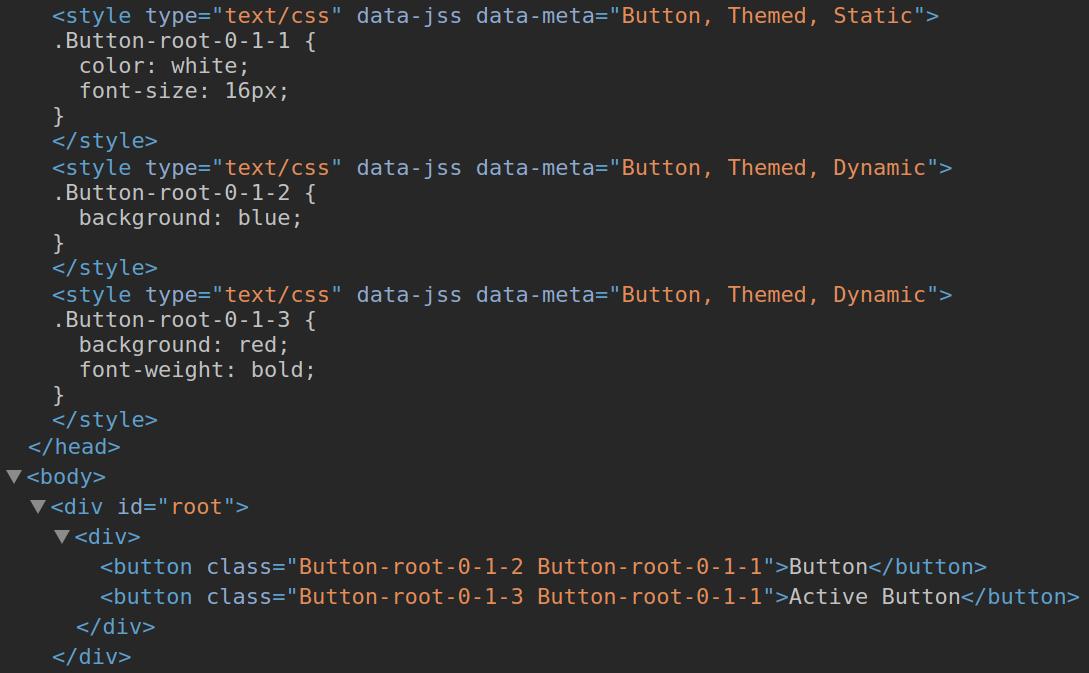 <style type="text/css" data-jss data-meta="Button, Themed, Static">
.Button-root-0-1-1 {
  color: white;
  font-size: 16px;
}
</style>
<style type="text/css" data-jss data-meta="Button, Themed, Dynamic">
.Button-root-0-1-2 {
  background: blue;
}
</style>
<style type="text/css" data-jss data-meta="Button, Themed, Dynamic">
.Button-root-0-1-3 {
  background: red;
  font-weight: bold;
}
</style>
</head>
<body>
<div id="root">
<div>
<button class="Button-root-0-1-2 Button-root-0-1-1">Button</button>
<button class="Button-root-0-1-3 Button-root-0-1-1">Active Button</button>
</div>
</div>